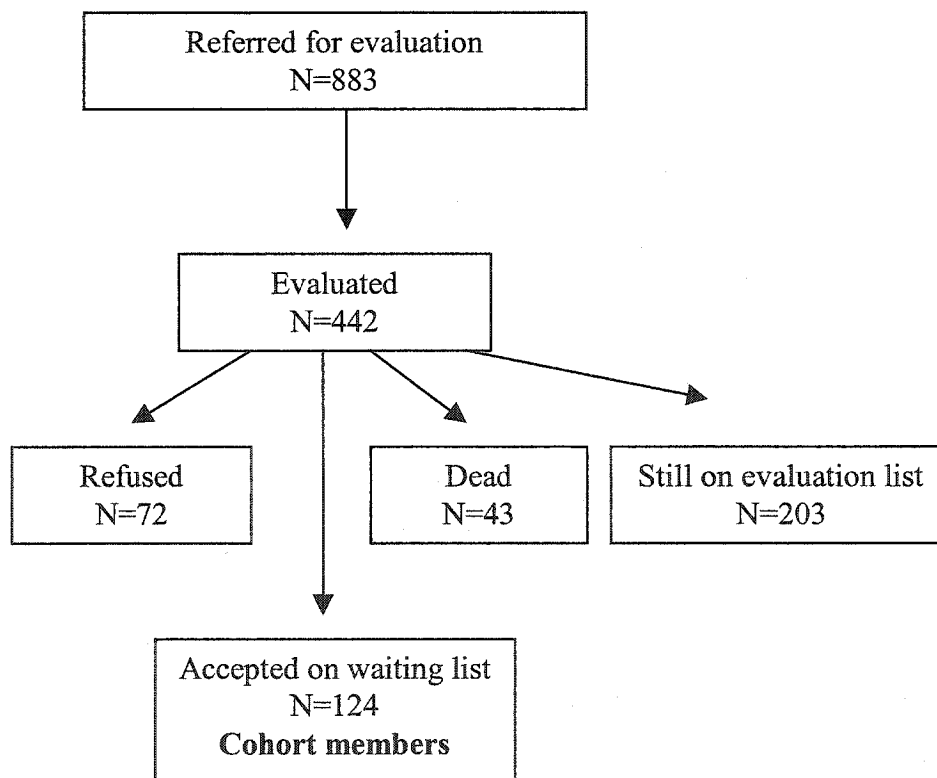 Referred for evaluation
N=883
Evaluated
N=442
Refused
N=72
Dead
N=43
Still on evaluation list
N=203
Accepted on waiting list
N=124
Cohort members